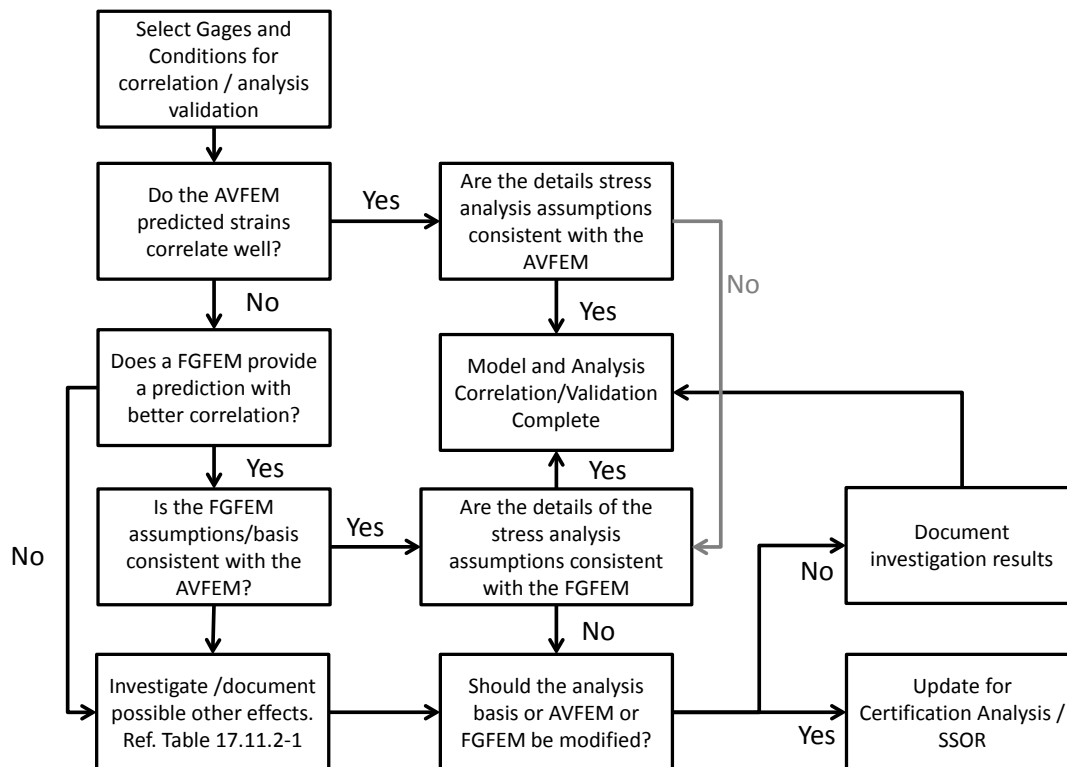 Select Gages and
Conditions for
correlation / analysis
validation
Do the AVFEM
predicted strains
correlate well?
Yes
Are the details stress
analysis assumptions
consistent with the
AVFEM
No
No
Yes
Does a FGFEM provide
a prediction with
better correlation?
Model and Analysis
Correlation/Validation
Complete
Yes
Yes
No
Is the FGFEM
assumptions/basis
consistent with the
AVFEM?
Yes
Are the details of the
stress analysis
assumptions consistent
with the FGFEM
No
Document
investigation results
No
Investigate /document
possible other effects.
Ref. Table 17.11.2-1
Should the analysis
basis or AVFEM or
FGFEM be modified?
Yes
Update for
Certification Analysis /
SSOR